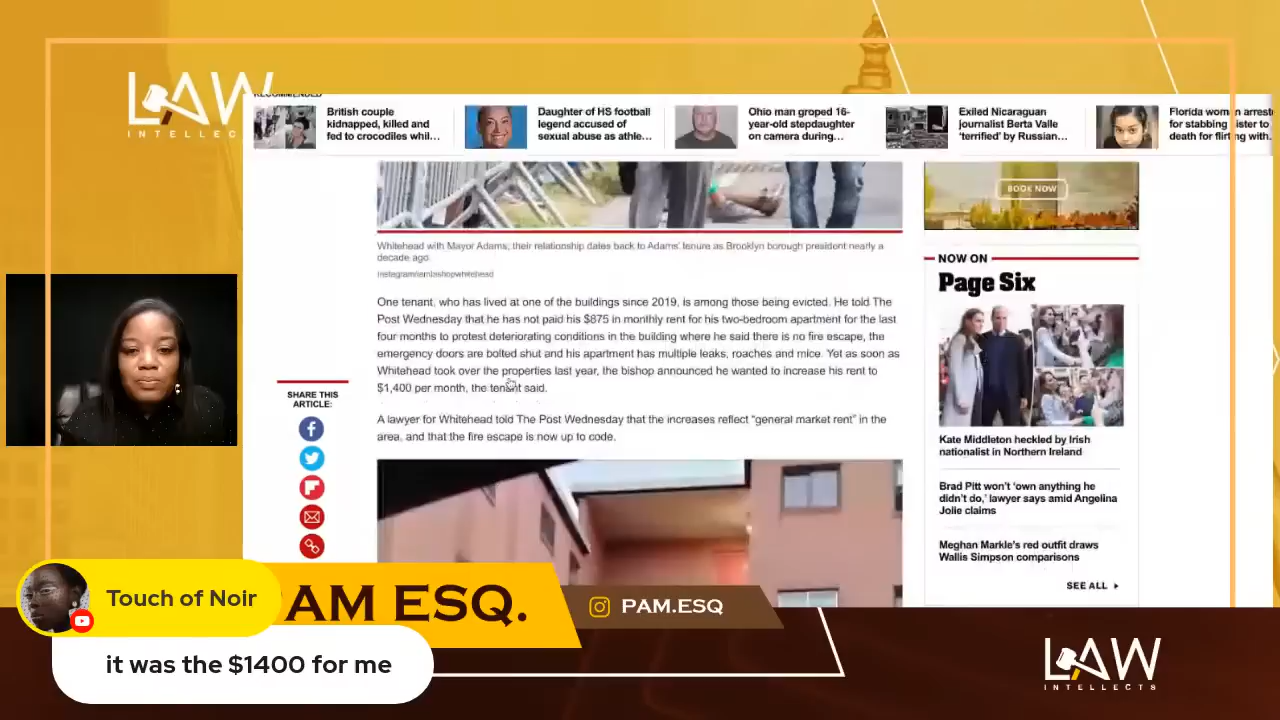 LAW
INTELLECTS
RECOMMENDED
British couple
kidnapped, killed and
fed to crocodiles whil...
Daughter of HS football
legend accused of
sexual abuse as athle...
Ohio man groped 16-
year-old stepdaughter
on camera during...
Exiled Nicaraguan
journalist Berta Valle
'terrified' by Russian...
Florida woman arreste
for stabbing sister to
death for flirting with.
Whitehead with Mayor Adams; their relationship dates back to Adams' tenure as Brooklyn borough president nearly a
decade ago.
instagram/iambishopwhitehead
One tenant, who has lived at one of the buildings since 2019, is among those being evicted. He told The
Post Wednesday that he has not paid his $875 in monthly rent for his two-bedroom apartment for the last
four months to protest deteriorating conditions in the building where he said there is no fire escape, the
emergency doors are bolted shut and his apartment has multiple leaks, roaches and mice. Yet as soon as
Whitehead took over the properties last year, the bishop announced he wanted to increase his rent to
$1,400 per month, the tenant said.
A lawyer for Whitehead told The Post Wednesday that the increases reflect "general market rent" in the
area, and that the fire escape is now up to code.
SHARE THIS
ARTICLE:
BOOK NOW
NOW ON
Page Six
Kate Middleton heckled by Irish
nationalist in Northern Ireland
Brad Pitt won't 'own anything he
didn't do,' lawyer says amid Angelina
Jolie claims
Meghan Markle's red outfit draws
Wallis Simpson comparisons
SEE ALL
Touch of Noir
it was the $1400 for me
AM ESQ.
PAM.ESQ
LAW
INTELLECTS